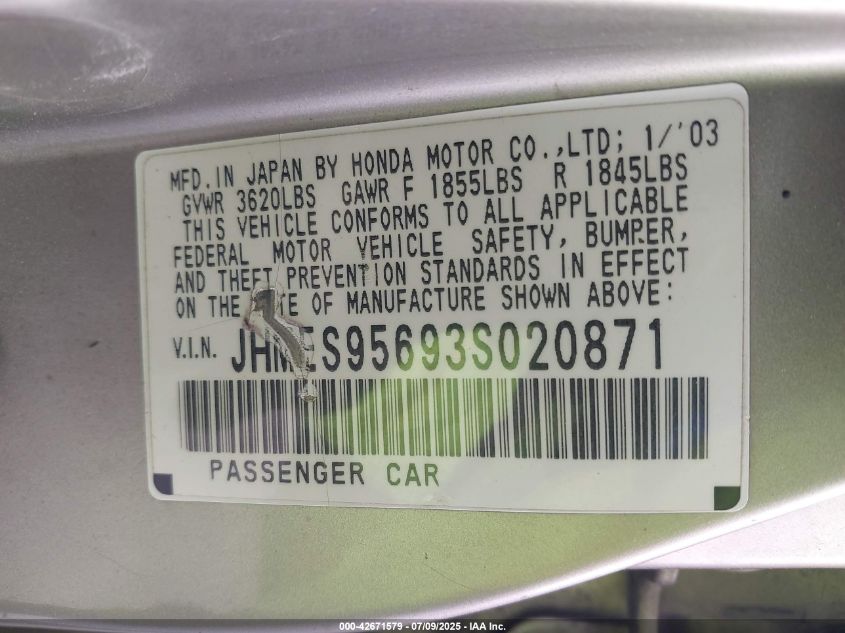 MFD. IN JAPAN BY HONDA MOTOR CO.,LTD; 1/'03
GVWR 3620LBS GAWR F 1855LBS R 1845LBS
THIS VEHICLE CONFORMS TO ALL APPLICABLE
FEDERAL MOTOR VEHICLE SAFETY, BUMPER,
AND THEFT PREVENTION STANDARDS IN EFFECT
ON THE OF MANUFACTURE SHOWN ABOVE:
V.I.N. JHMES95693S020871
PASSENGER CAR
000-42671579 / 07/09/2025 - IAA Inc.